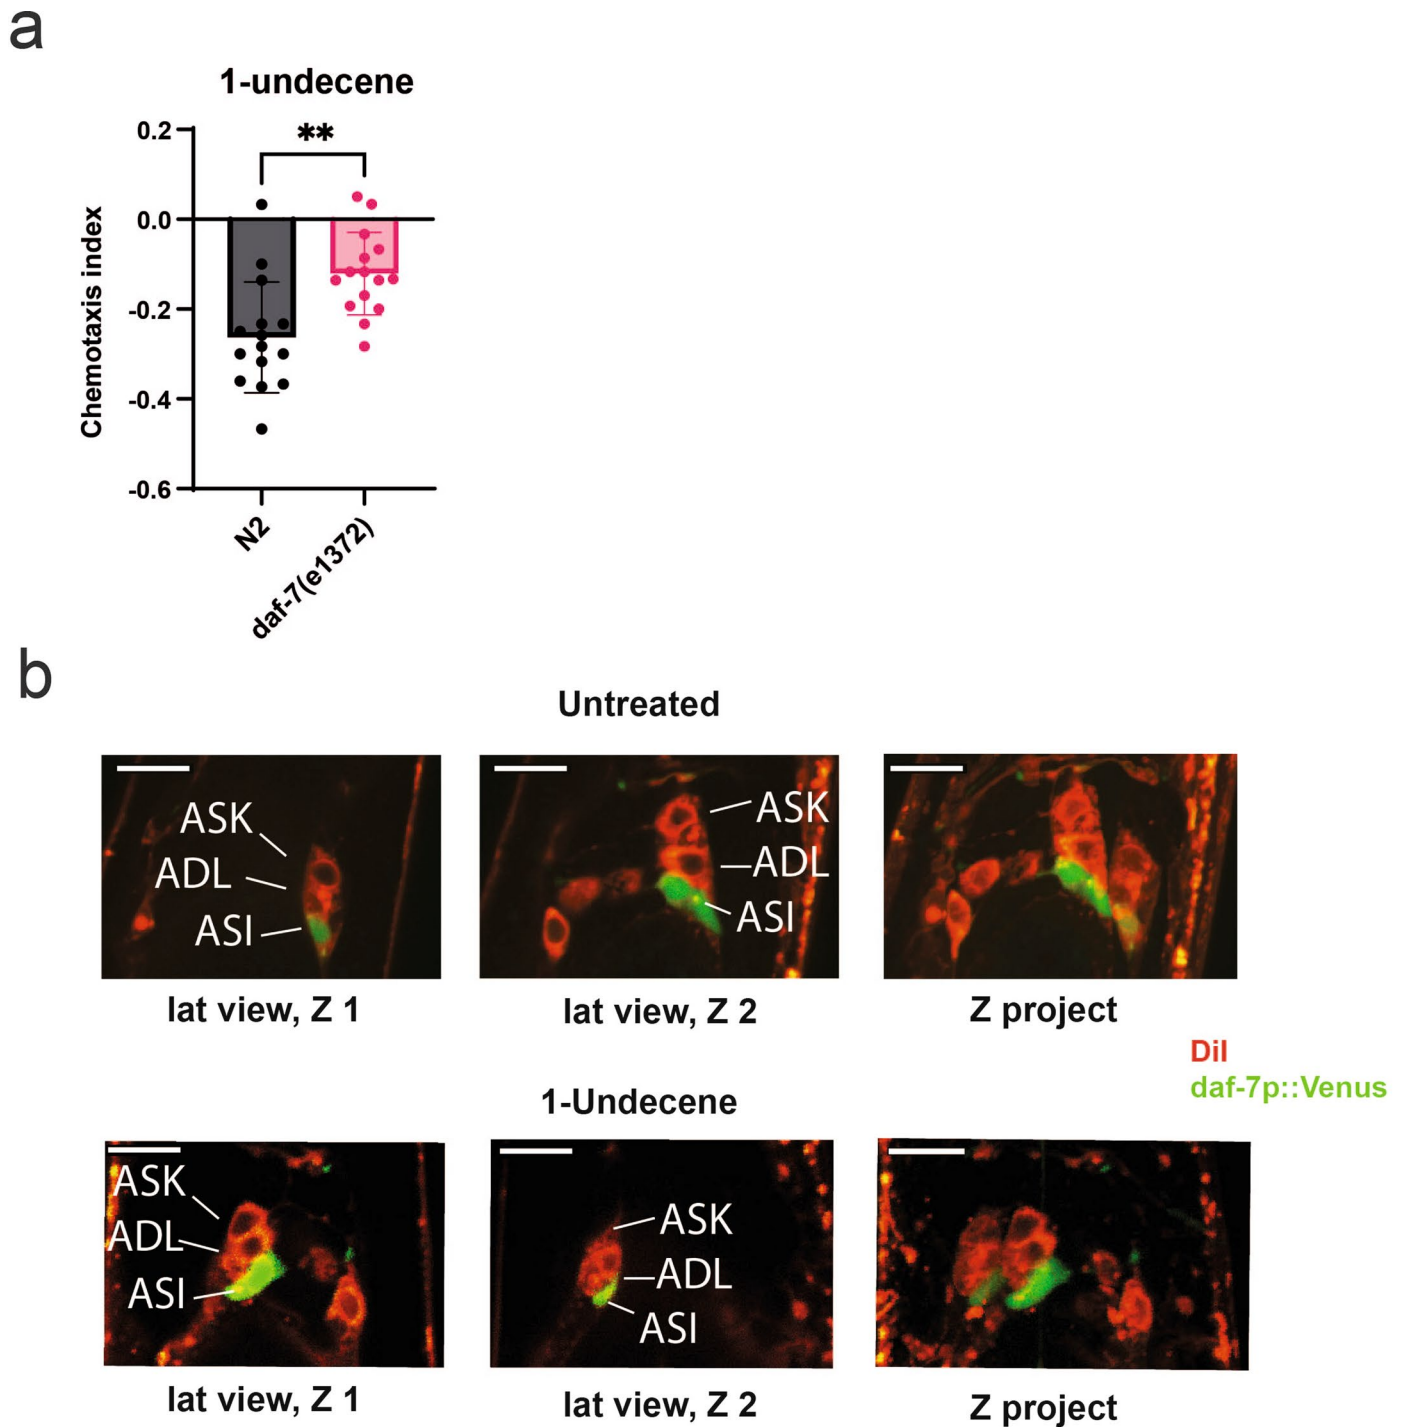 a
1-undecene
**
0.2
0.0
-0.2
-0.4
-0.6
Chemotaxis index
N2
daf-7(e1372)
b
Untreated
ASK
ADL
ASI
ASK
ADL
ASI
lat view, Z 1
lat view, Z 2
Z project
DiI
daf-7p::Venus
1-Undecene
ASK
ADL
ASI
ASK
ADL
ASI
lat view, Z 1
lat view, Z 2
Z project